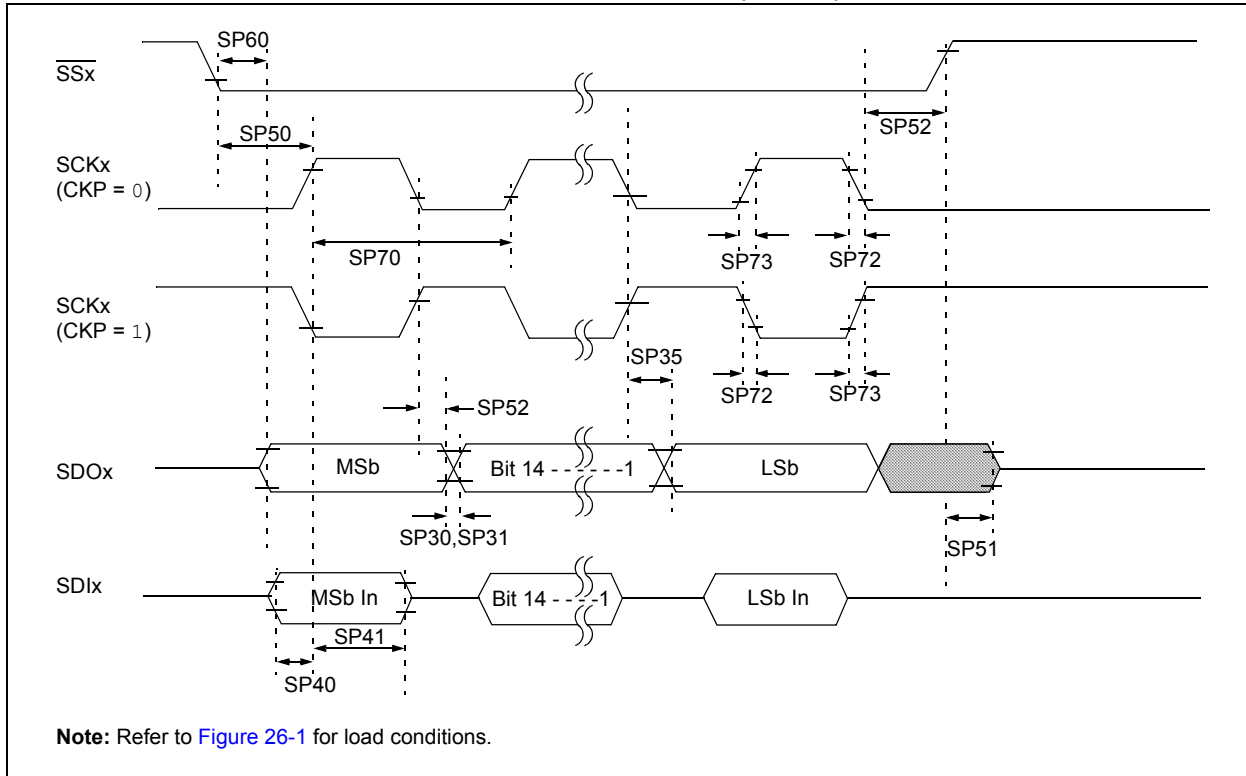 SP60
SSx
SP50
SP52
SCKx
(CKP = 0)
SP70
SP73
SP72
SCKx
(CKP = 1)
SP35
SP72
SP73
SP52
SDOx
MSb
Bit 14 - - - - - -1
LSb
SP30,SP31
SP51
SDIx
MSb In
Bit 14 - - - -1
LSb In
SP41
SP40
Note: Refer to Figure 26-1 for load conditions.